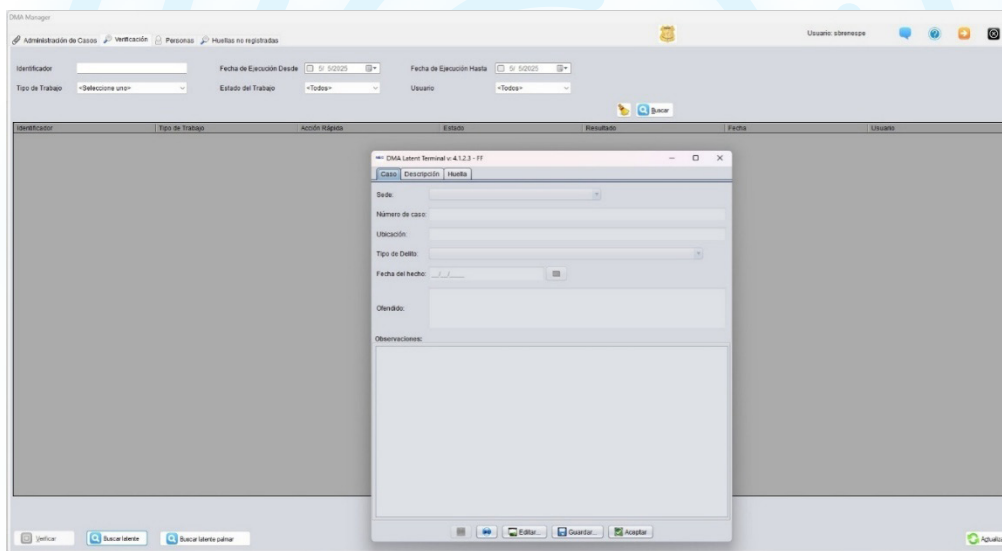 DMA Manager
Administración de Casos Verificación Personas Huellas no registradas Usuario: sbrenespe
Identificador Fecha de Ejecución Desde 5/ 5/2025 Fecha de Ejecución Hasta 5/ 5/2025
Tipo de Trabajo <Seleccione uno> Estado del Trabajo <Todos> Usuario <Todos>
Buscar
Identificador Tipo de Trabajo Acción Rápida Estado Resultado Fecha Usuario
DMA Latent Terminal v: 4.1.2.3 - FF
Caso Descripción Huella
Sede:
Número de caso:
Ubicación:
Tipo de Delito:
Fecha del hecho: __/__/____
Ofendido:
Observaciones:
Editar... Guardar... Aceptar
Verificar Buscar latente Buscar latente palmar